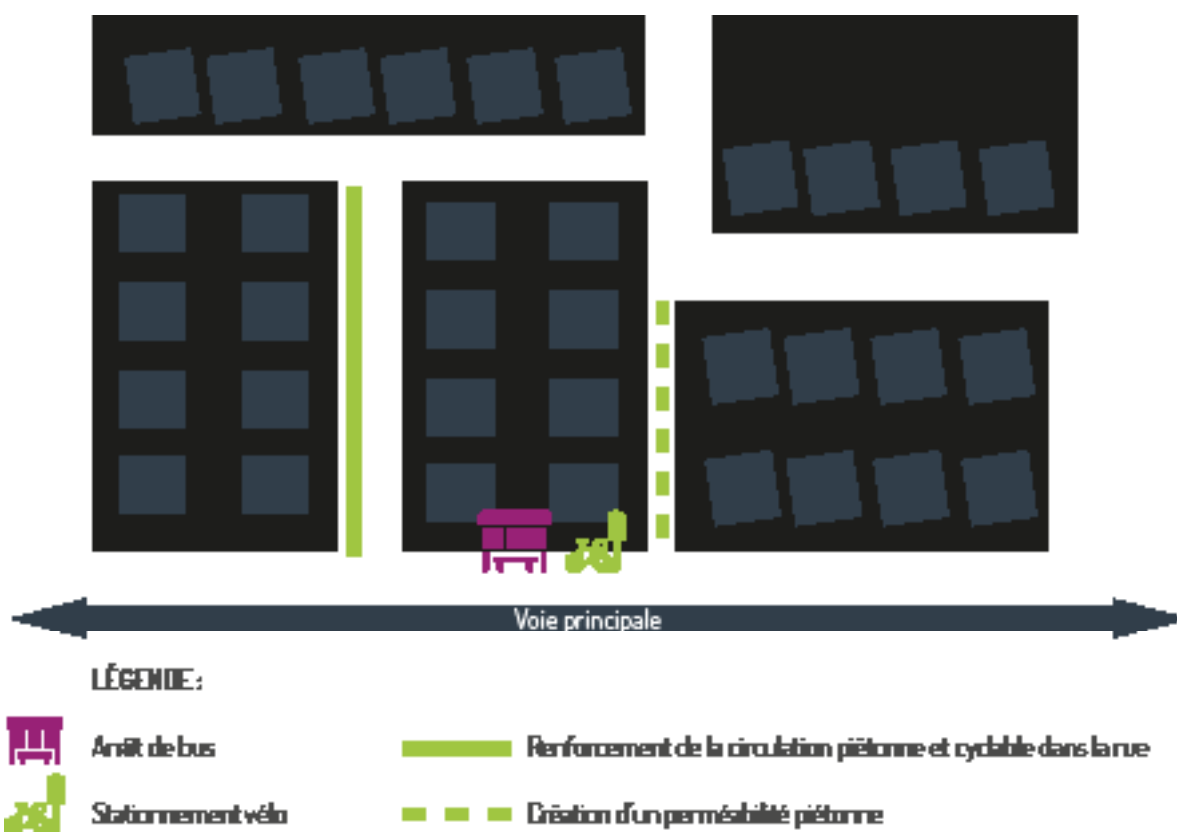 Voie principale
LÉGENDE :
Arrêt de bus
Renforcement de la circulation piétonne et cyclable dans la rue
Stationnement vélo
Création d'un perméabilité piétonne